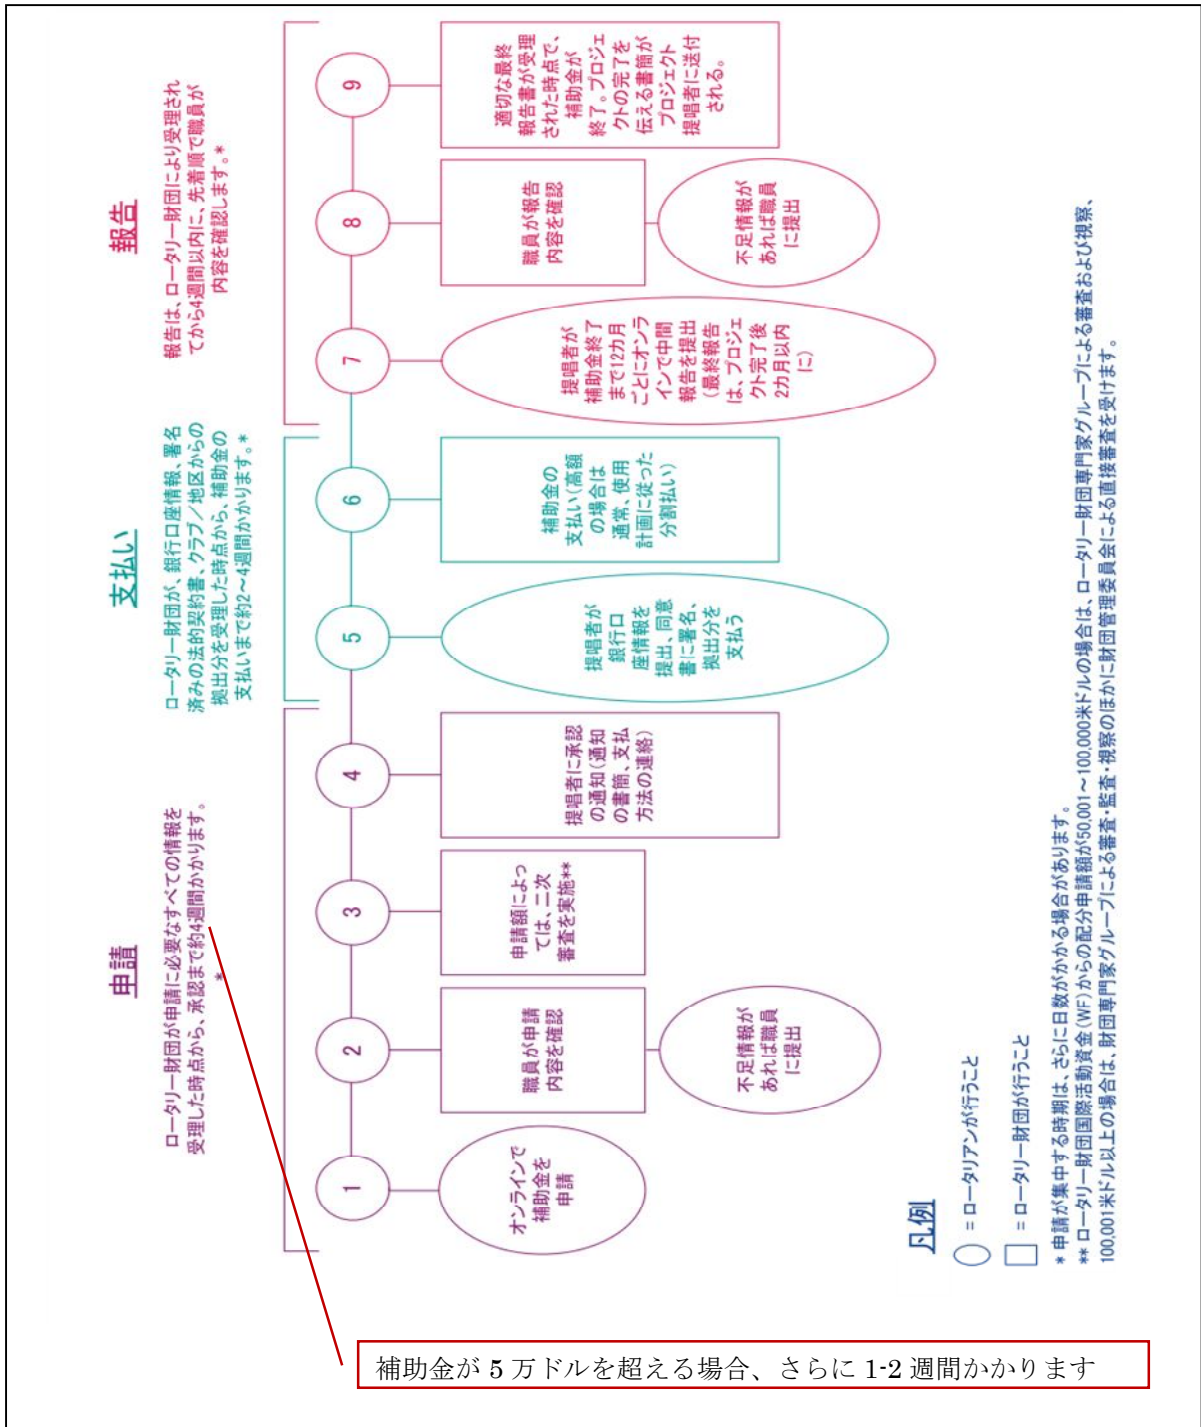 申請
ロータリー財団が申請に必要なすべての情報を
受理した時点から、承認まで約4週間かかります。
*
1
オンラインで
補助金を
申請
2
職員が申請
内容を確認
不足情報が
あれば職員
に提出
3
申請額によっ
ては、二次
審査を実施**
4
提唱者に承認
の通知(通知
の書簡、支払
方法の連絡)
支払い
ロータリー財団が、銀行口座情報、署名
済みの法的契約書、クラブ/地区からの
拠出分を受理した時点から、補助金の
支払いまで約2~4週間かかります。*
5
提唱者が
銀行口
座情報を
提出、同意
書に署名、
拠出分を
支払う
6
補助金の
支払い(高額
の場合は
通常、使用
計画に従った
分割払い)
報告
報告は、ロータリー財団により受理され
てから4週間以内に、先着順で職員が
内容を確認します。*
7
提唱者が
補助金終了
まで12カ月
ごとにオンラ
インで中間
報告を提出
(最終報告
は、プロジェ
クト完了後
2カ月以内
に)
8
職員が報告
内容を確認
不足情報が
あれば職員
に提出
9
適切な最終
報告書が受理
された時点で、
補助金が
終了。プロジェ
クトの完了を
伝える書簡が
プロジェクト
提唱者に送付
される。
凡例
= ロータリアンが行うこと
= ロータリー財団が行うこと
* 申請が集中する時期は、さらに日数がかかる場合があります。
** ロータリー財団国際活動資金(WF)からの配分申請額が50,001~100,000米ドルの場合は、ロータリー財団専門家グループによる審査および視察、
100,001米ドル以上の場合は、財団専門家グループによる審査・監査・視察のほかに財団管理委員会による直接審査を受けます。
補助金が 5 万ドルを超える場合、さらに 1-2 週間かかります